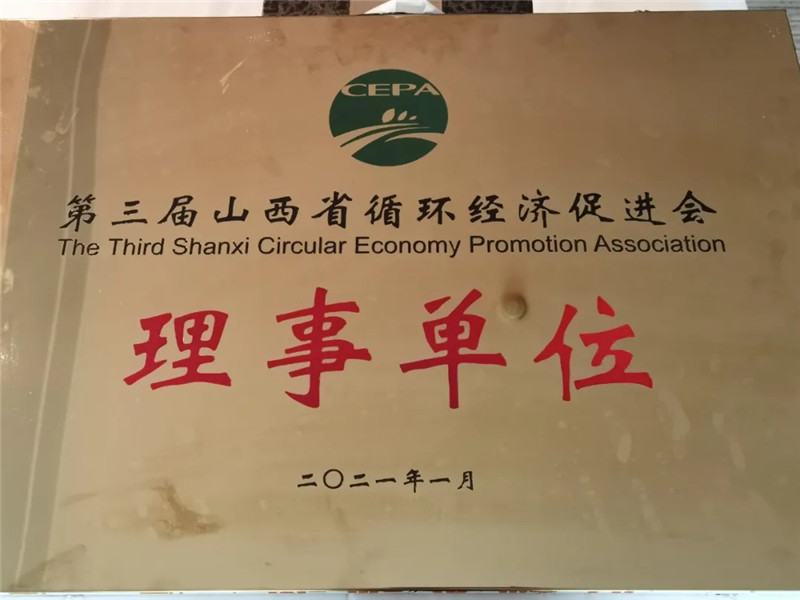 CEPA
第三届山西省循环经济促进会
The Third Shanxi Circular Economy Promotion Association
理事单位
二〇二一年一月